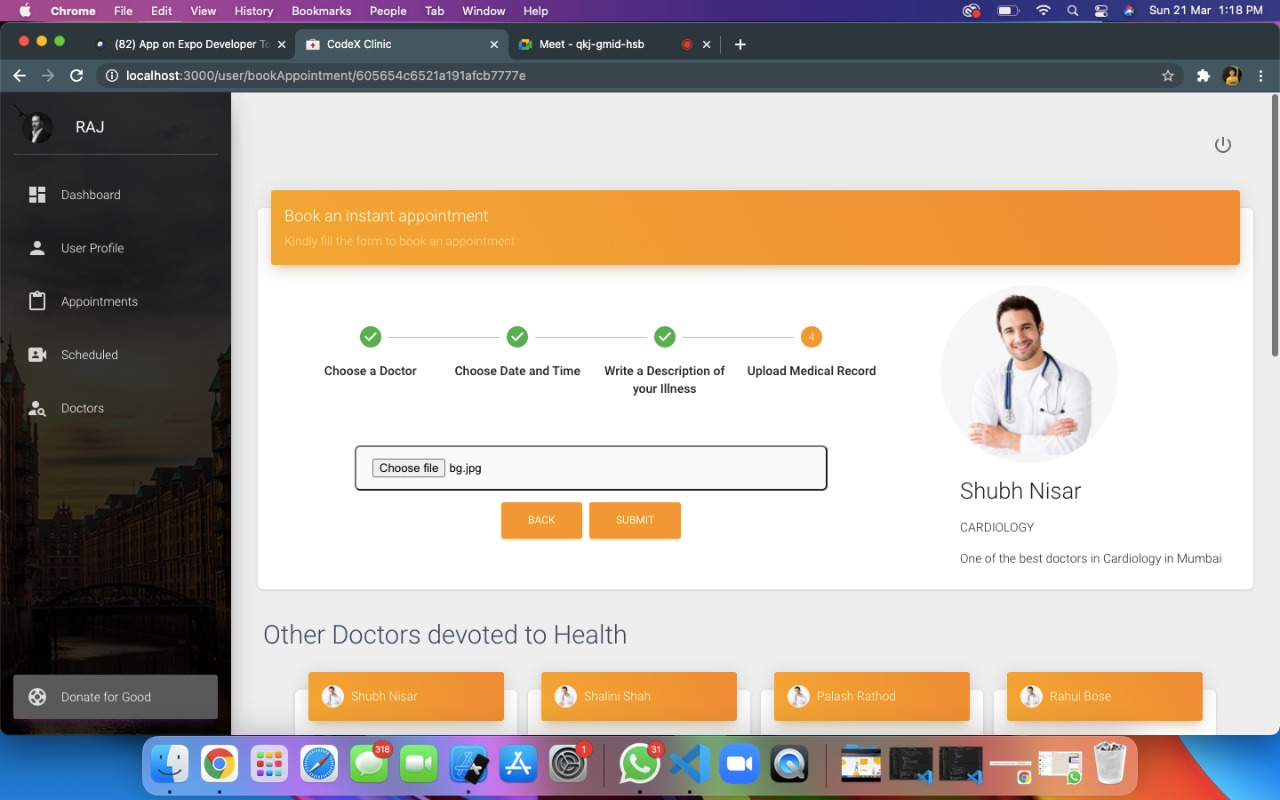 Chrome File Edit View History Bookmarks People Tab Window Help Sun 21 Mar 1:18 PM
(82) App on Expo Developer To CodeX Clinic Meet - qkj-gmid-hsb
localhost:3000/user/bookAppointment/605654c6521a191afcb7777e
RAJ
Dashboard
User Profile
Appointments
Scheduled
Doctors
Donate for Good
Book an instant appointment
Kindly fill the form to book an appointment
4
Choose a Doctor
Choose Date and Time
Write a Description of
your Illness
Upload Medical Record
Choose file bg.jpg
BACK SUBMIT
Shubh Nisar
CARDIOLOGY
One of the best doctors in Cardiology in Mumbai
Other Doctors devoted to Health
Shubh Nisar
Shalini Shah
Palash Rathod
Rahul Bose
318
1
31